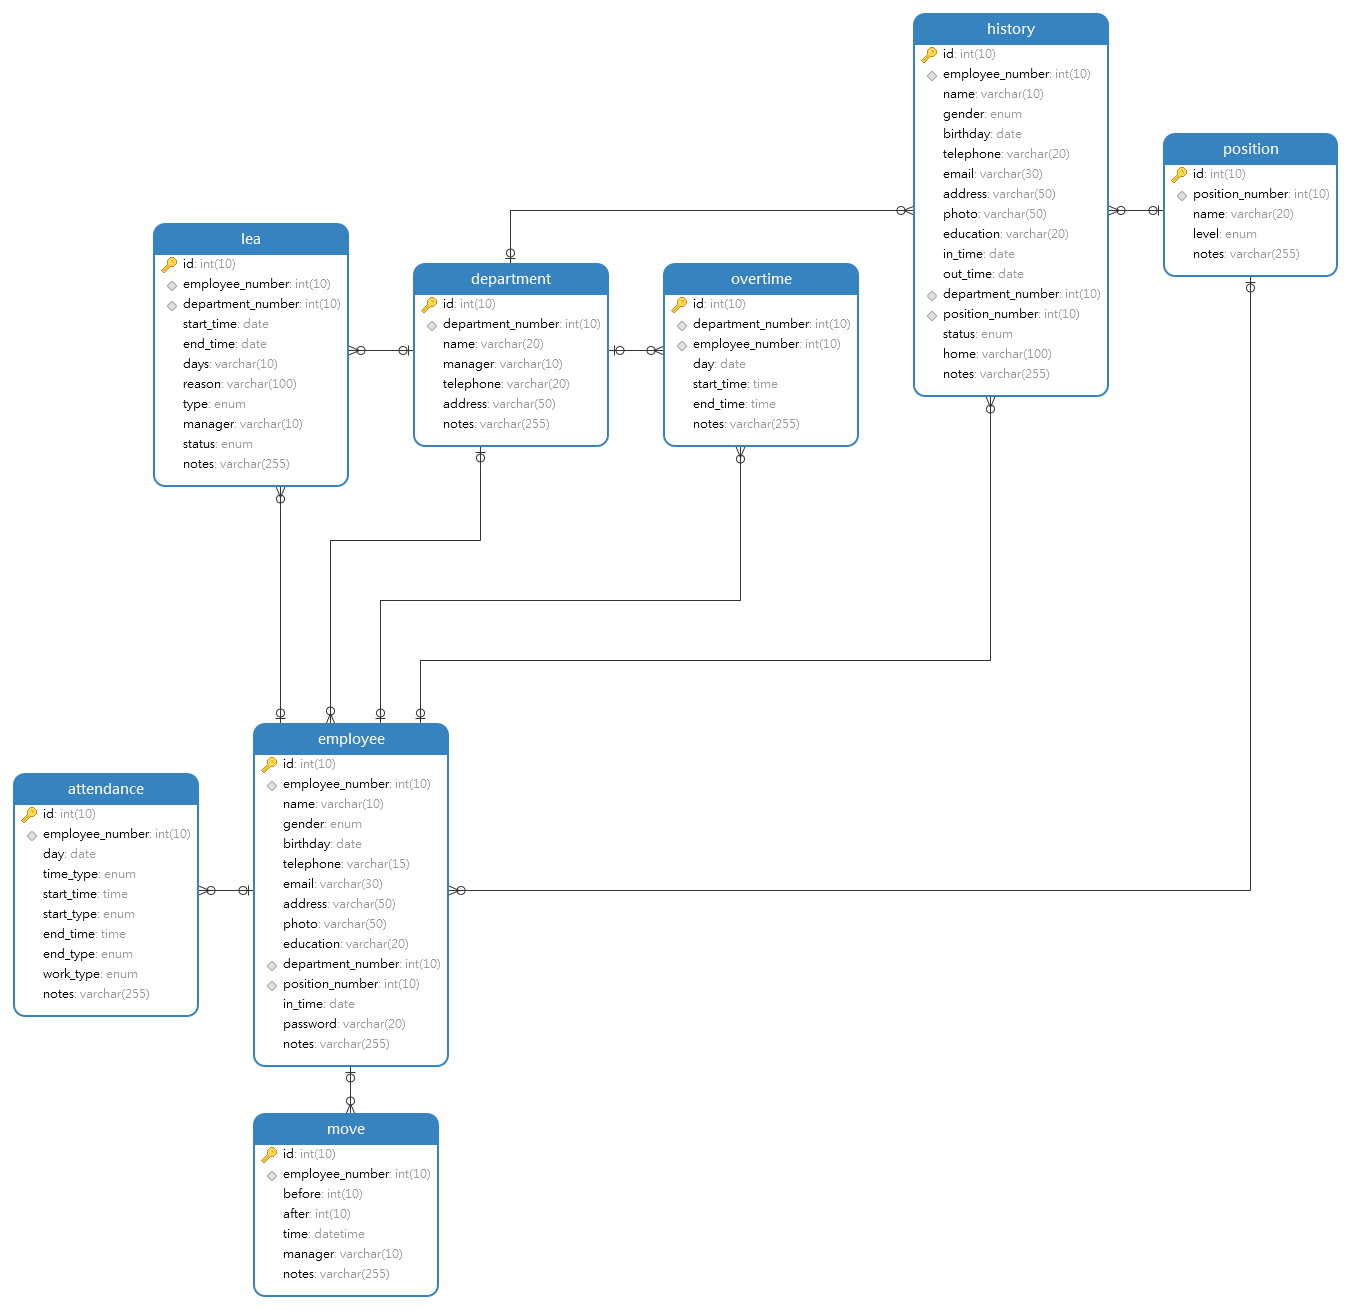 history
id: int(10)
employee_number: int(10)
name: varchar(10)
gender: enum
birthday: date
telephone: varchar(20)
email: varchar(30)
address: varchar(50)
photo: varchar(50)
education: varchar(20)
in_time: date
out_time: date
department_number: int(10)
position_number: int(10)
status: enum
home: varchar(100)
notes: varchar(255)
position
id: int(10)
position_number: int(10)
name: varchar(20)
level: enum
notes: varchar(255)
lea
id: int(10)
employee_number: int(10)
department_number: int(10)
start_time: date
end_time: date
days: varchar(10)
reason: varchar(100)
type: enum
manager: varchar(10)
status: enum
notes: varchar(255)
department
id: int(10)
department_number: int(10)
name: varchar(20)
manager: varchar(10)
telephone: varchar(20)
address: varchar(50)
notes: varchar(255)
overtime
id: int(10)
department_number: int(10)
employee_number: int(10)
day: date
start_time: time
end_time: time
notes: varchar(255)
employee
id: int(10)
employee_number: int(10)
name: varchar(10)
gender: enum
birthday: date
telephone: varchar(15)
email: varchar(30)
address: varchar(50)
photo: varchar(50)
education: varchar(20)
department_number: int(10)
position_number: int(10)
in_time: date
password: varchar(20)
notes: varchar(255)
attendance
id: int(10)
employee_number: int(10)
day: date
time_type: enum
start_time: time
start_type: enum
end_time: time
end_type: enum
work_type: enum
notes: varchar(255)
move
id: int(10)
employee_number: int(10)
before: int(10)
after: int(10)
time: datetime
manager: varchar(10)
notes: varchar(255)